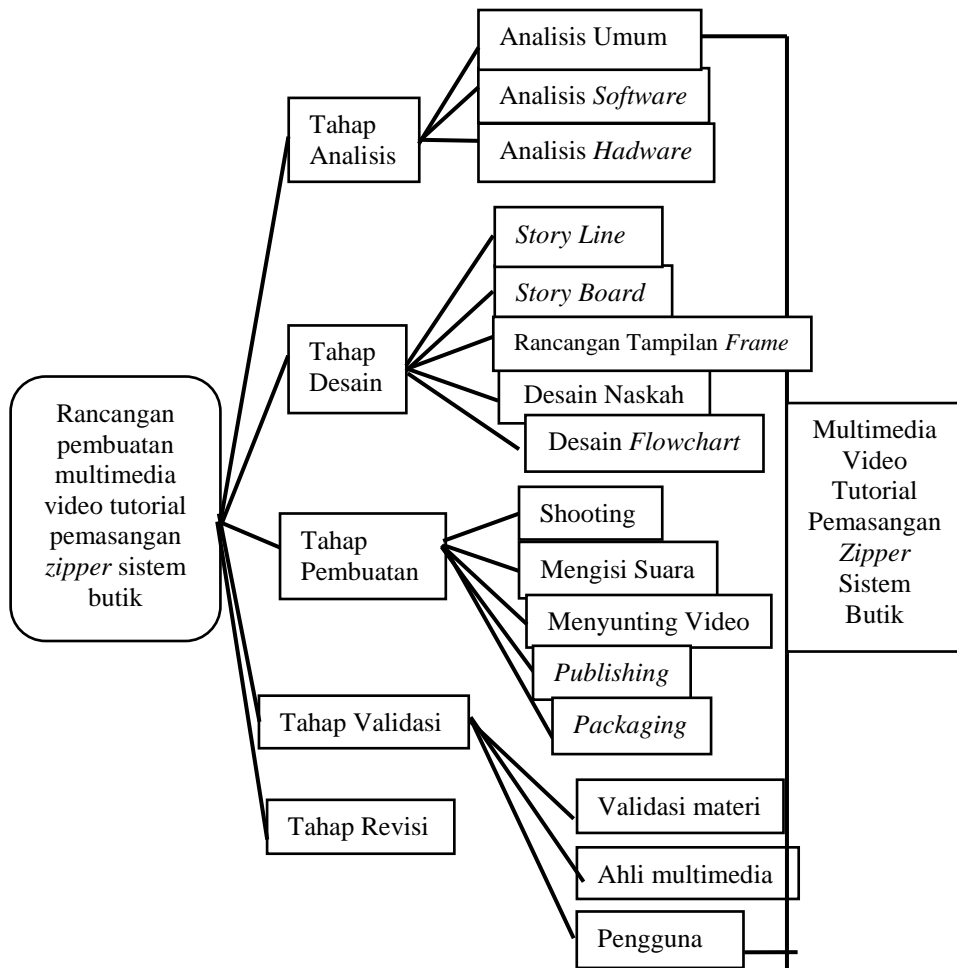 Rancangan
pembuatan
multimedia
video tutorial
pemasangan
zipper sistem
butik
Tahap
Analisis
Analisis Umum
Analisis Software
Analisis Hadware
Tahap
Desain
Story Line
Story Board
Rancangan Tampilan Frame
Desain Naskah
Desain Flowchart
Tahap
Pembuatan
Shooting
Mengisi Suara
Menyunting Video
Publishing
Packaging
Tahap Validasi
Validasi materi
Ahli multimedia
Pengguna
Tahap Revisi
Multimedia
Video
Tutorial
Pemasangan
Zipper
Sistem
Butik